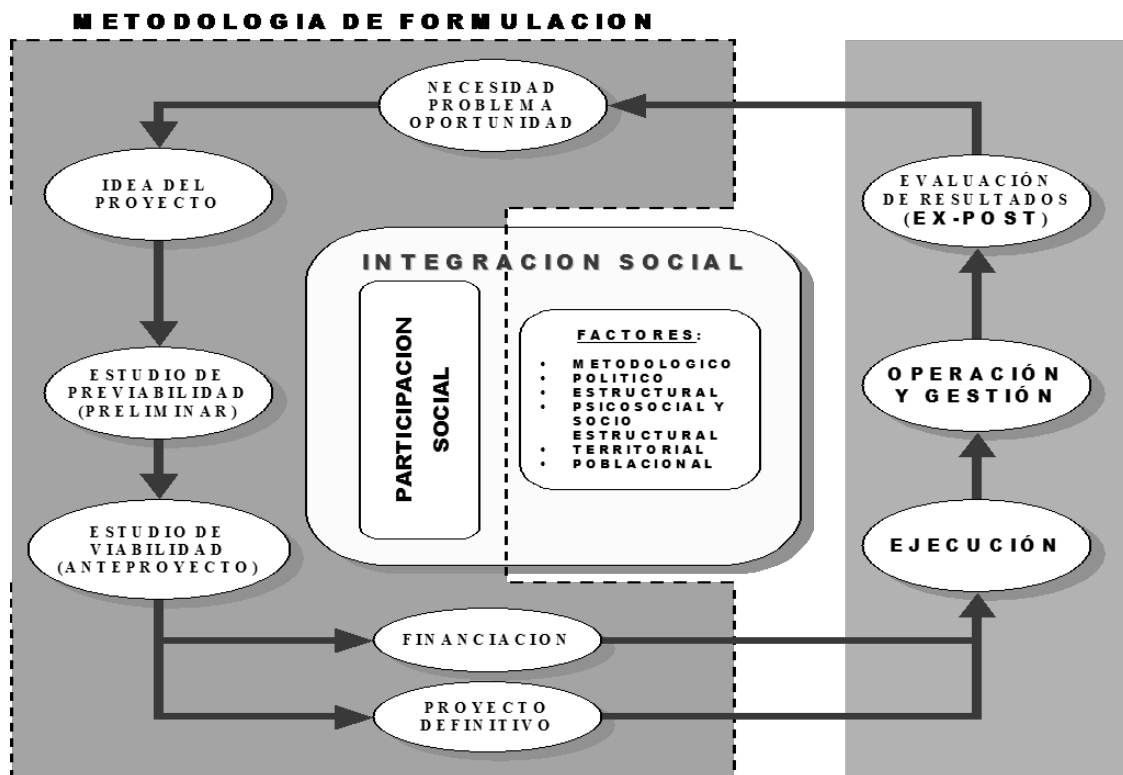 METODOLOGIA DE FORMULACION
NECESIDAD
PROBLEMA
OPORTUNIDAD
IDEA DEL
PROYECTO
ESTUDIO DE
PREVIABILIDAD
(PRELIMINAR)
ESTUDIO DE
VIABILIDAD
(ANTEPROYECTO)
FINANCIACION
PROYECTO
DEFINITIVO
INTEGRACION SOCIAL
PARTICIPACION
SOCIAL
FACTORES:
• METODOLOGICO
• POLITICO
• ESTRUCTURAL
• PSICOSOCIAL Y
SOCIO
ESTRUCTURAL
• TERRITORIAL
• POBLACIONAL
EVALUACIÓN
DE RESULTADOS
(EX-POST)
OPERACIÓN
Y GESTIÓN
EJECUCIÓN